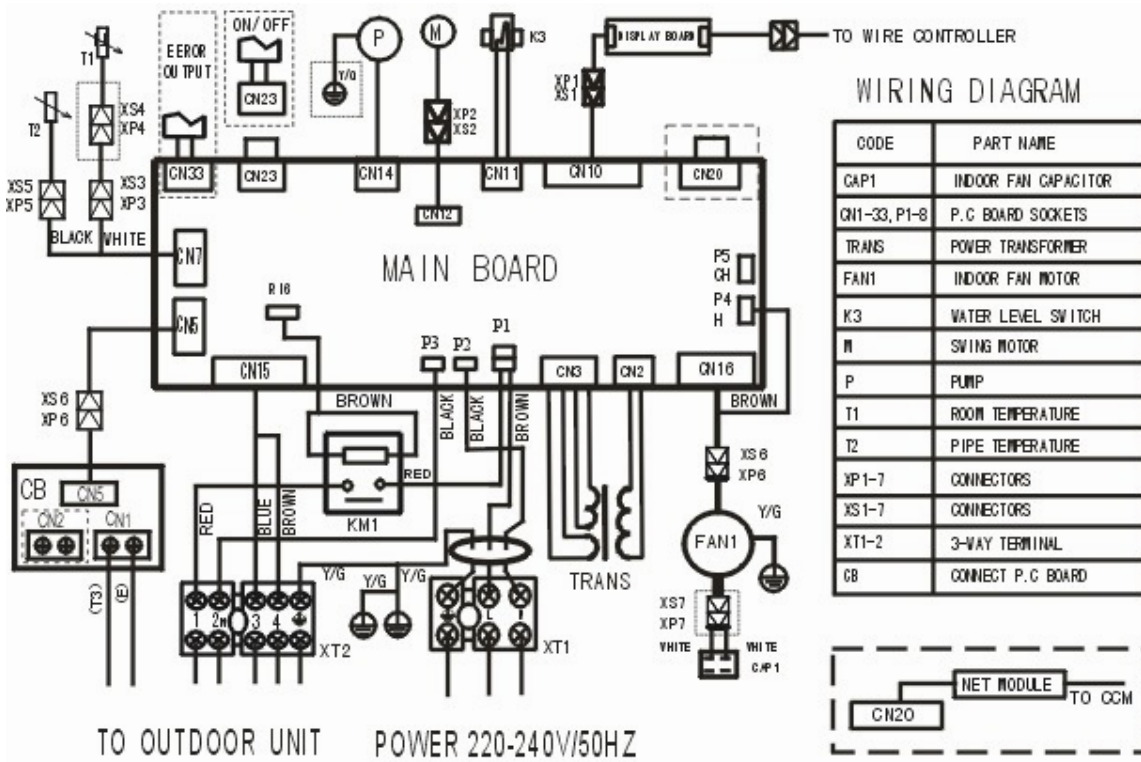 T1
T2
XS4
XP4
XS5
XP5
XS3
XP3
BLACK
WHITE
EEROR
OUTPUT
CN33
ON/OFF
CN23
CN23
P
Y/G
CN14
M
XP2
XS2
CN12
K3
CN11
XP1
XS1
DISPLAY BOARD
TO WIRE CONTROLLER
CN10
CN20
CN7
CN5
MAIN BOARD
R16
P5
CH
P4
H
P3
P2
P1
CN15
CN3
CN2
CN16
BROWN
BLACK
BLACK
BROWN
BROWN
XS6
XP6
CB
CN5
CN2
CN1
(T3)
(E)
RED
BLUE
BROWN
RED
KM1
TRANS
XS6
XP6
Y/G
FAN1
XS7
XP7
WHITE
WHITE
CAP1
Y/G
Y/G
Y/G
1
2
3
4
XT2
L
XT1
TO OUTDOOR UNIT
POWER 220-240V/50HZ
WIRING DIAGRAM
CODE PART NAME
CAP1 INDOOR FAN CAPACITOR
CN1-33, P1-8 P.C BOARD SOCKETS
TRANS POWER TRANSFORMER
FAN1 INDOOR FAN MOTOR
K3 WATER LEVEL SWITCH
M SWING MOTOR
P PUMP
T1 ROOM TEMPERATURE
T2 PIPE TEMPERATURE
XP1-7 CONNECTORS
XS1-7 CONNECTORS
XT1-2 3-WAY TERMINAL
CB CONNECT P.C BOARD
NET MODULE
TO CCM
CN20